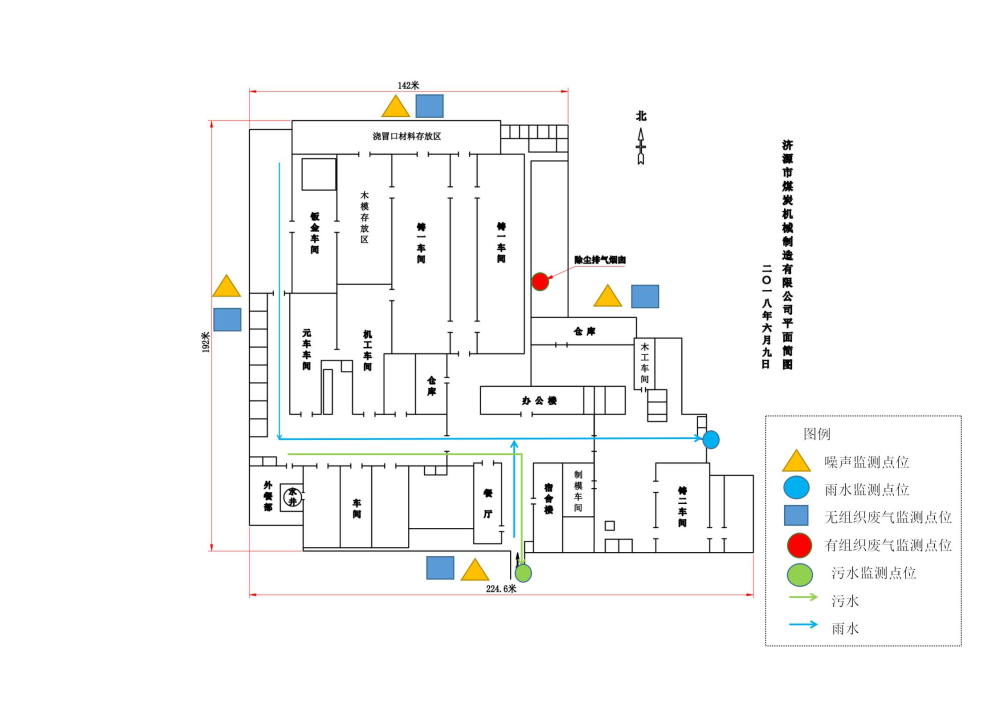 142米
浇冒口材料存放区
北
济源市煤炭机械制造有限公司平面简图
二〇一八年六月九日
木模存放区
钣金车间
铸一车间
铸一车间
除尘排气烟囱
192米
仓库
元车车间
机工车间
木工车间
仓库
办公楼
外餐部
水井
车间
餐厅
宿舍楼
制模车间
铸二车间
224.6米
图例
噪声监测点位
雨水监测点位
无组织废气监测点位
有组织废气监测点位
污水监测点位
污水
雨水